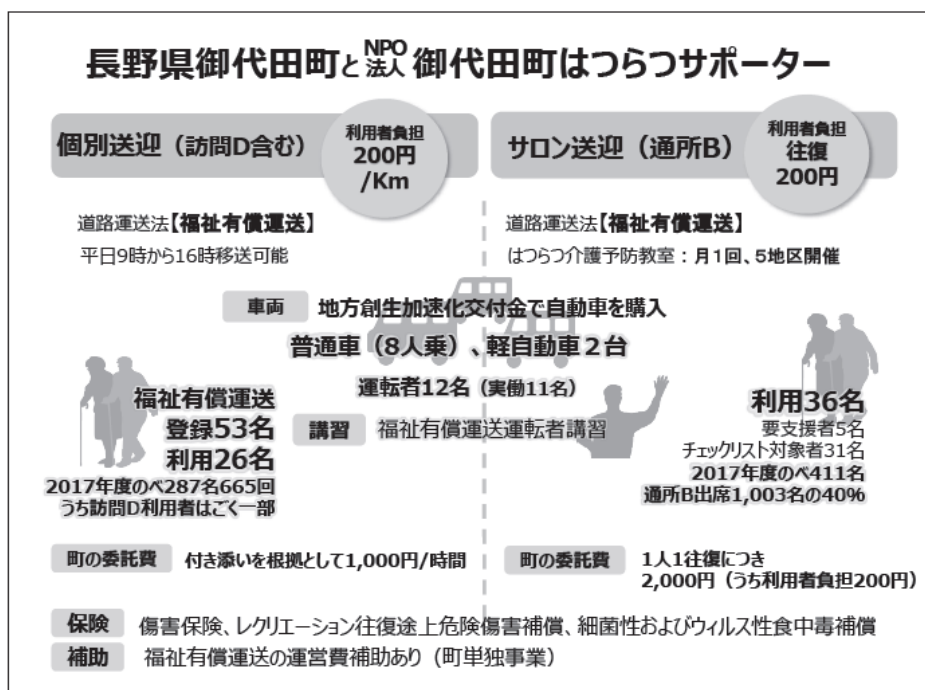 長野県御代田町とNPO法人 御代田町はつらつサポーター
個別送迎（訪問D含む）
利用者負担
200円
/Km
道路運送法【福祉有償運送】
平日9時から16時移送可能
サロン送迎（通所B）
利用者負担
往復
200円
道路運送法【福祉有償運送】
はつらつ介護予防教室：月1回、5地区開催
車両 地方創生加速化交付金で自動車を購入
普通車（8人乗）、軽自動車２台
運転者12名（実働11名）
講習 福祉有償運送運転者講習
福祉有償運送
登録53名
利用26名
2017年度のべ287名665回
うち訪問D利用者はごく一部
利用36名
要支援者5名
チェックリスト対象者31名
2017年度のべ411名
通所B出席1,003名の40%
町の委託費 付き添いを根拠として1,000円/時間
町の委託費 1人1往復につき
2,000円（うち利用者負担200円）
保険 傷害保険、レクリエーション往復途上危険傷害補償、細菌性およびウィルス性食中毒補償
補助 福祉有償運送の運営費補助あり（町単独事業）